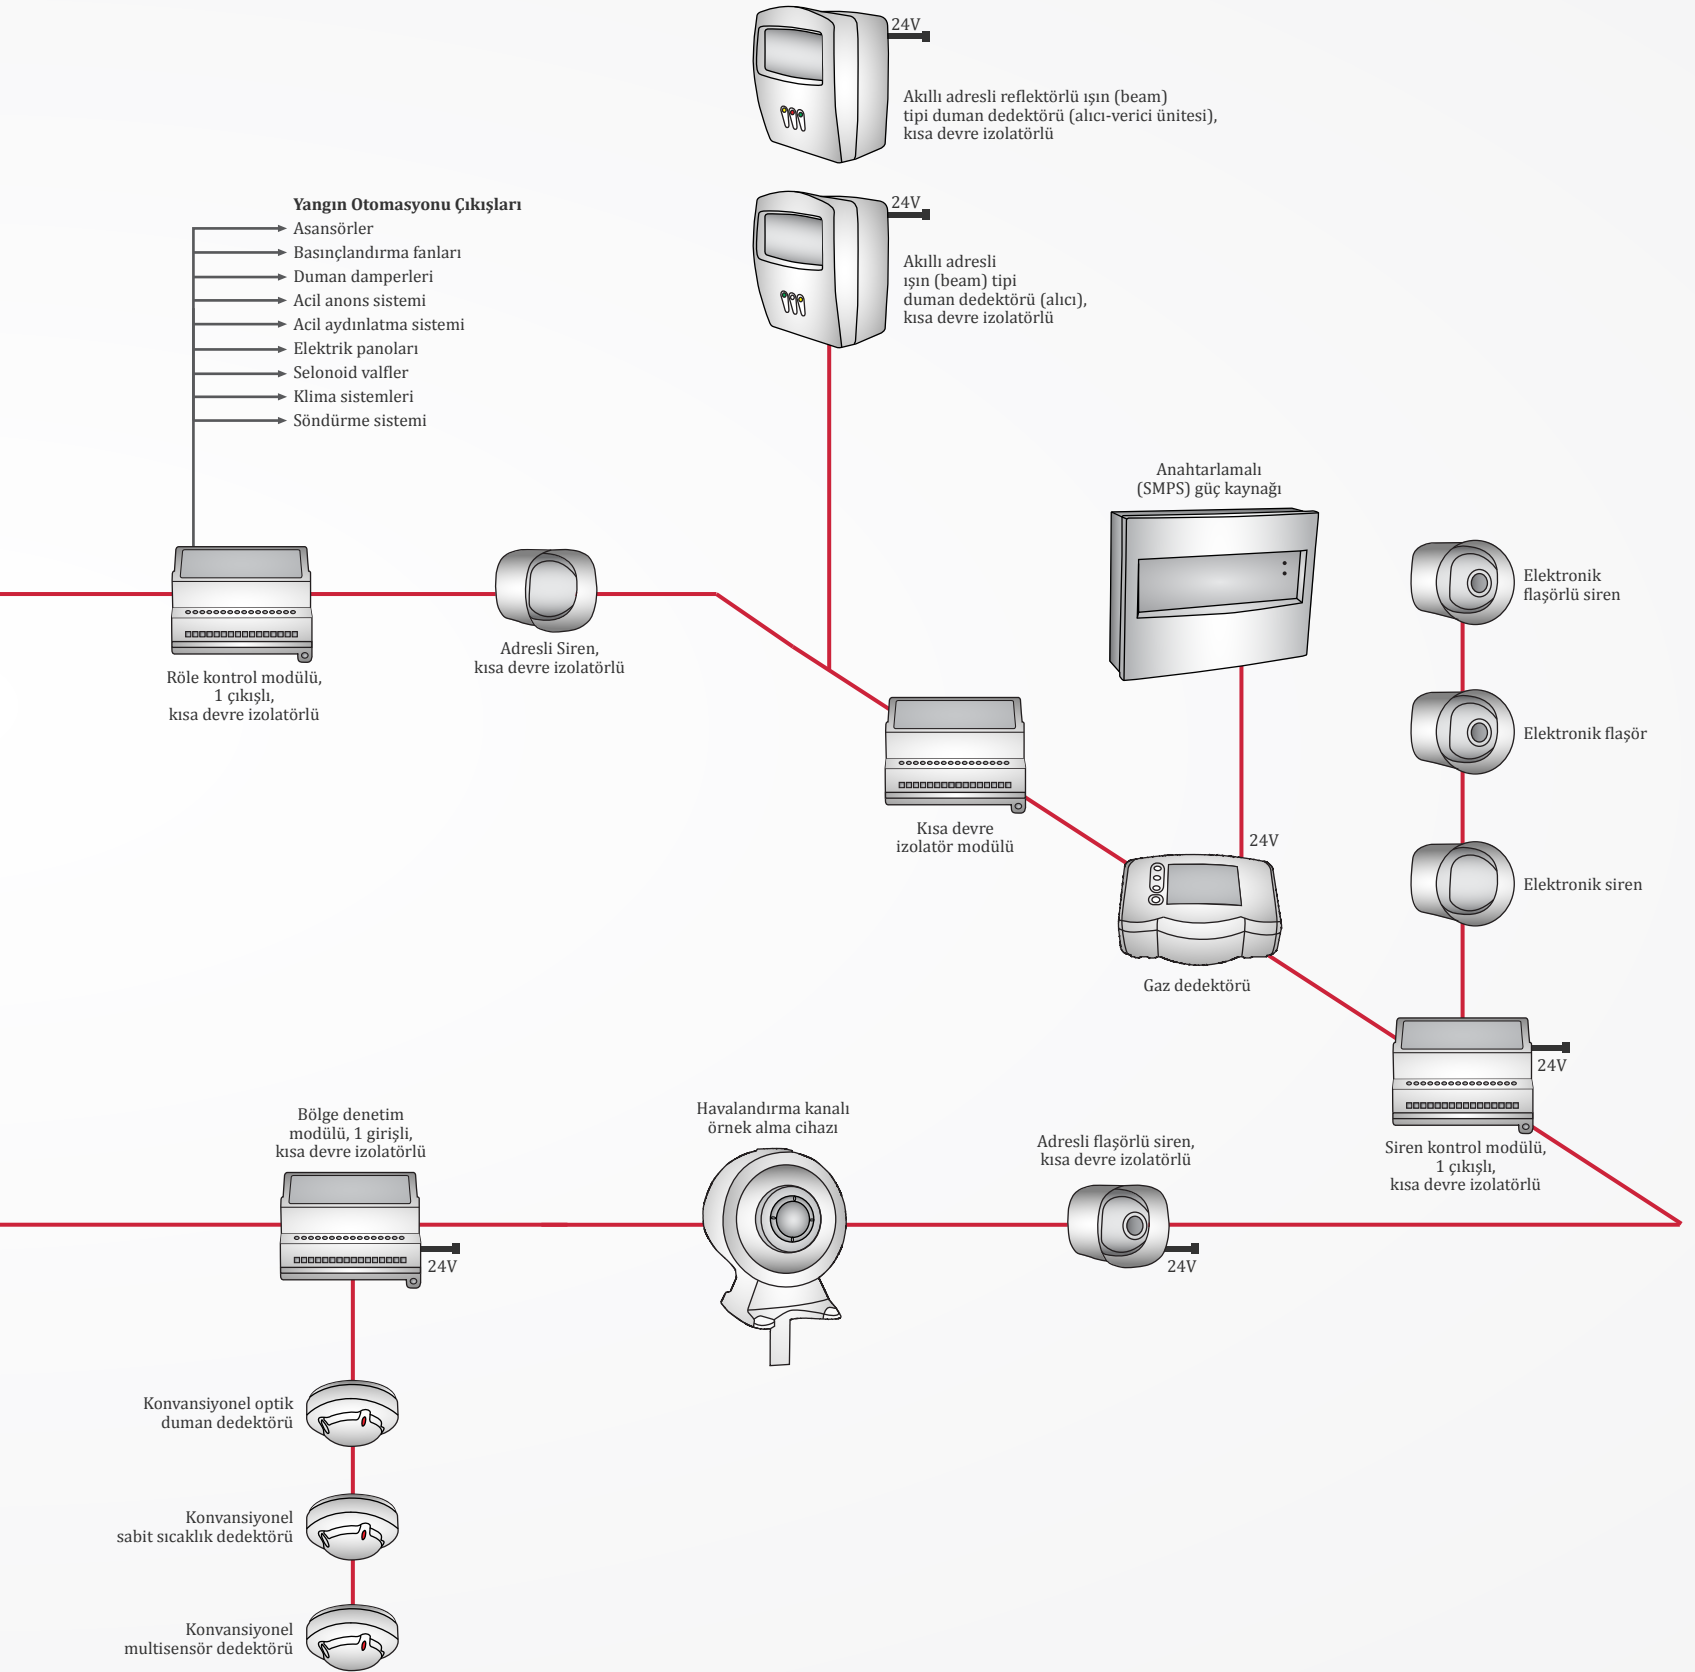 24V
Akıllı adresli reflektörlü ışın (beam)
tipi duman dedektörü (alıcı-verici ünitesi),
kısa devre izolatörlü
24V
Akıllı adresli
ışın (beam) tipi
duman dedektörü (alıcı),
kısa devre izolatörlü
Yangın Otomasyonu Çıkışları
Asansörler
Basınçlandırma fanları
Duman damperleri
Acil anons sistemi
Acil aydınlatma sistemi
Elektrik panoları
Selonoid valfler
Klima sistemleri
Söndürme sistemi
Anahtarlamalı
(SMPS) güç kaynağı
Elektronik
flaşörlü siren
Adresli Siren,
kısa devre izolatörlü
Röle kontrol modülü,
1 çıkışlı,
kısa devre izolatörlü
Elektronik flaşör
Kısa devre
izolatör modülü
24V
Elektronik siren
Gaz dedektörü
24V
Siren kontrol modülü,
1 çıkışlı,
kısa devre izolatörlü
Bölge denetim
modülü, 1 girişli,
kısa devre izolatörlü
24V
Havalandırma kanalı
örnek alma cihazı
Adresli flaşörlü siren,
kısa devre izolatörlü
24V
Konvansiyonel optik
duman dedektörü
Konvansiyonel
sabit sıcaklık dedektörü
Konvansiyonel
multisensör dedektörü